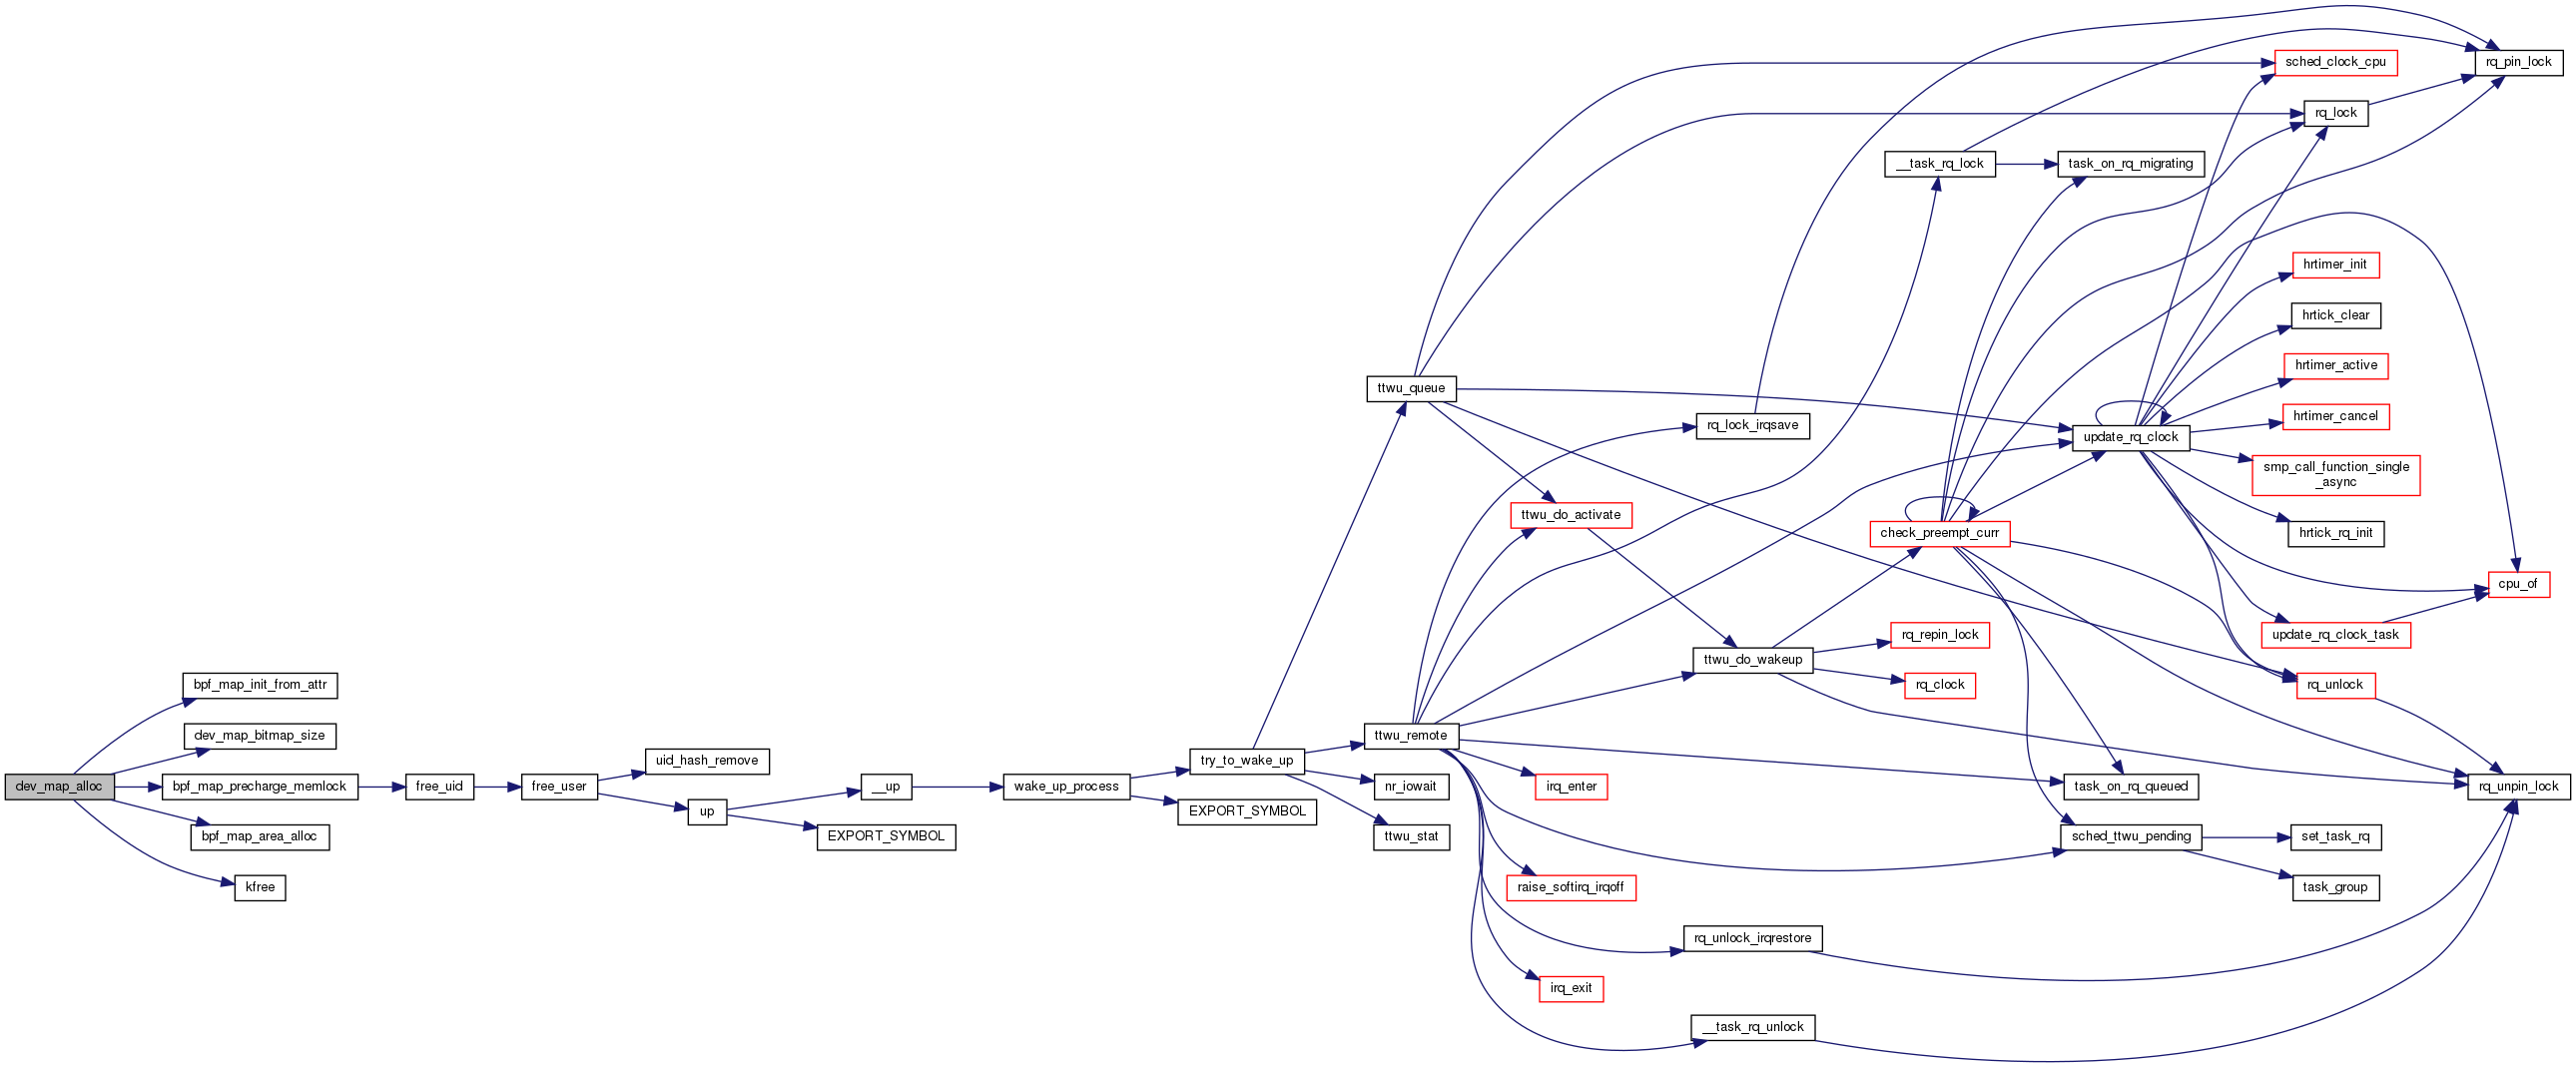 dev_map_alloc
bpf_map_init_from_attr
dev_map_bitmap_size
bpf_map_precharge_memlock
bpf_map_area_alloc
kfree
free_uid
free_user
uid_hash_remove
up
__up
EXPORT_SYMBOL
wake_up_process
try_to_wake_up
EXPORT_SYMBOL
ttwu_queue
ttwu_remote
nr_iowait
ttwu_stat
ttwu_do_activate
irq_enter
raise_softirq_irqoff
irq_exit
rq_lock_irqsave
ttwu_do_wakeup
rq_unlock_irqrestore
__task_rq_unlock
__task_rq_lock
check_preempt_curr
rq_repin_lock
rq_clock
task_on_rq_migrating
update_rq_clock
task_on_rq_queued
sched_ttwu_pending
sched_clock_cpu
rq_lock
hrtimer_init
hrtick_clear
hrtimer_active
hrtimer_cancel
smp_call_function_single
_async
hrtick_rq_init
update_rq_clock_task
rq_unlock
set_task_rq
task_group
rq_pin_lock
cpu_of
rq_unpin_lock